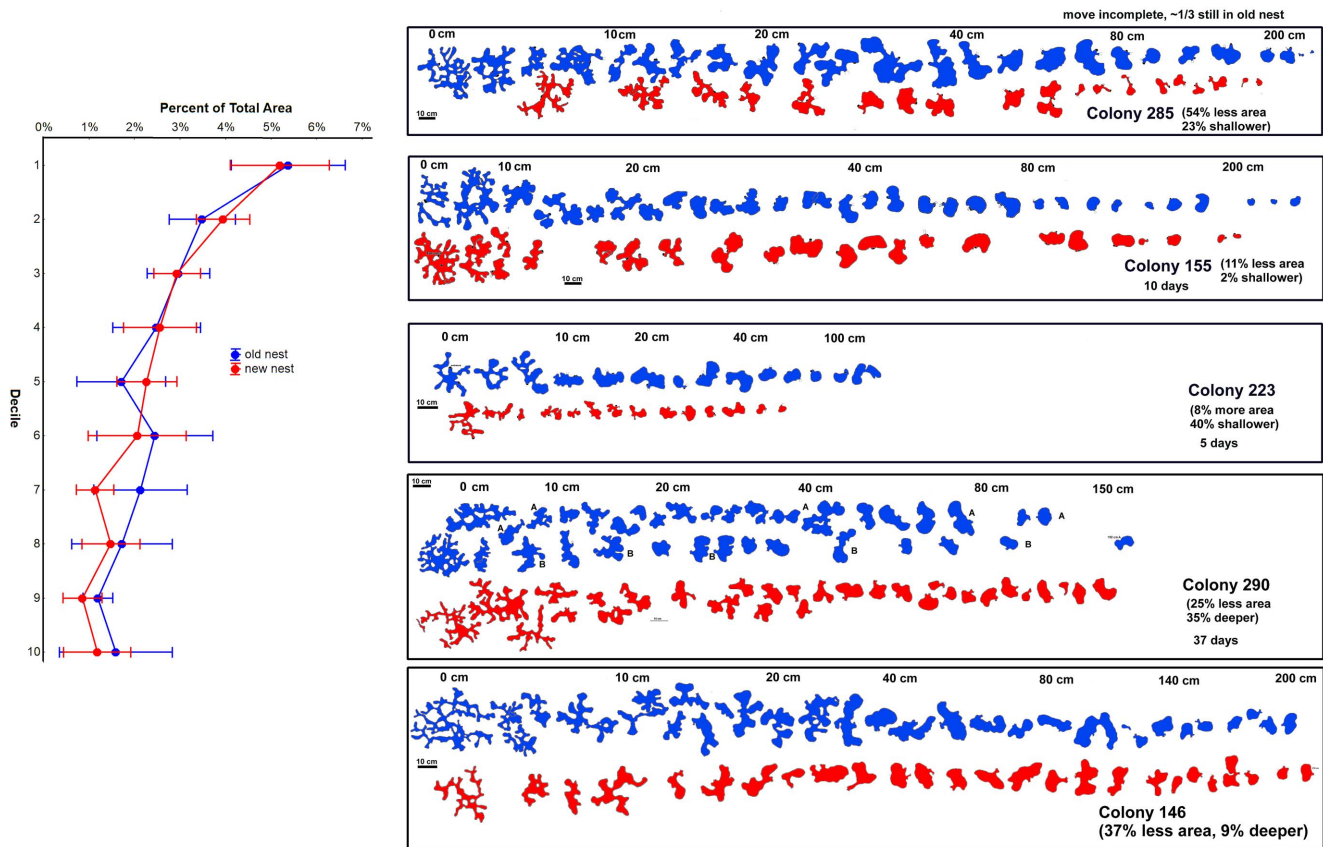 Percent of Total Area
0% 1% 2% 3% 4% 5% 6% 7%
Decile
1
2
3
4
5
6
7
8
9
10
old nest
new nest
move incomplete, ~1/3 still in old nest
0 cm 10cm 20 cm 40 cm 80 cm 200 cm
10 cm
Colony 285 (54% less area
23% shallower)
0 cm 10 cm 20 cm 40 cm 80 cm 200 cm
10 cm
Colony 155 (11% less area
2% shallower)
10 days
0 cm 10 cm 20 cm 40 cm 100 cm
10 cm
Colony 223
(8% more area
40% shallower)
5 days
10 cm
0 cm 10 cm 20 cm 40 cm 80 cm 150 cm
A A A A A
B B B B B
Colony 290
(25% less area
35% deeper)
37 days
0 cm 10 cm 20 cm 40 cm 80 cm 140 cm 200 cm
10 cm
Colony 146
(37% less area, 9% deeper)